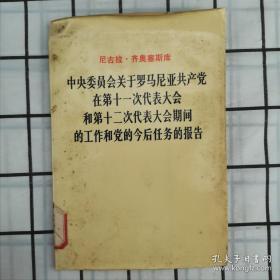 尼古拉·齐奥塞斯库
中央委员会关于罗马尼亚共产党
在第十一次代表大会
和第十二次代表大会期间
的工作和党的今后任务的报告